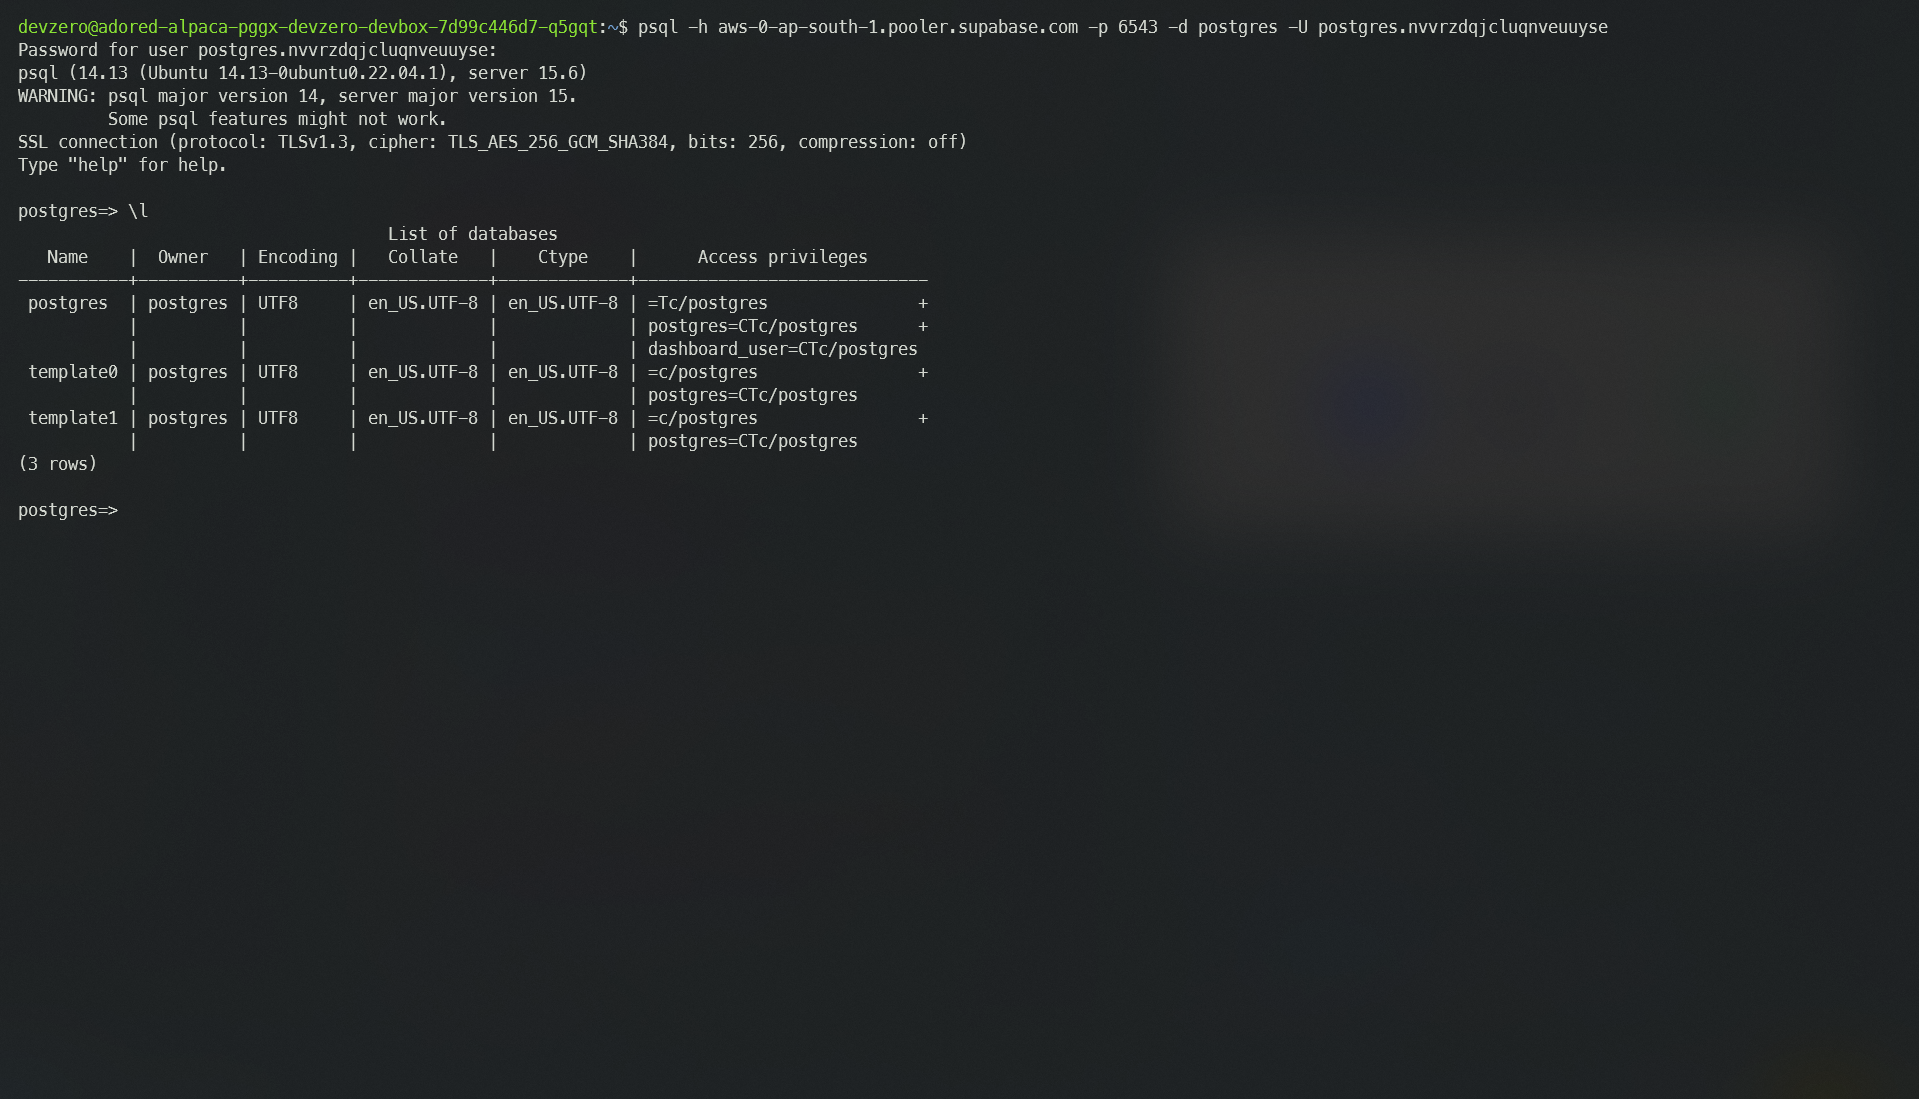 devzero@adored-alpaca-pggx-devzero-devbox-7d99c446d7-q5gqt:~$ psql -h aws-0-ap-south-1.pooler.supabase.com -p 6543 -d postgres -U postgres.nvvrzdqjcluqnveuuyse
Password for user postgres.nvvrzdqjcluqnveuuyse:
psql (14.13 (Ubuntu 14.13-0ubuntu0.22.04.1), server 15.6)
WARNING: psql major version 14, server major version 15.
         Some psql features might not work.
SSL connection (protocol: TLSv1.3, cipher: TLS_AES_256_GCM_SHA384, bits: 256, compression: off)
Type "help" for help.

postgres=> \l
                                     List of databases
   Name    |  Owner   | Encoding |   Collate   |    Ctype    |      Access privileges
-----------+----------+----------+-------------+-------------+-----------------------------
 postgres  | postgres | UTF8     | en_US.UTF-8 | en_US.UTF-8 | =Tc/postgres               +
           |          |          |             |             | postgres=CTc/postgres      +
           |          |          |             |             | dashboard_user=CTc/postgres
 template0 | postgres | UTF8     | en_US.UTF-8 | en_US.UTF-8 | =c/postgres                +
           |          |          |             |             | postgres=CTc/postgres
 template1 | postgres | UTF8     | en_US.UTF-8 | en_US.UTF-8 | =c/postgres                +
           |          |          |             |             | postgres=CTc/postgres
(3 rows)

postgres=>